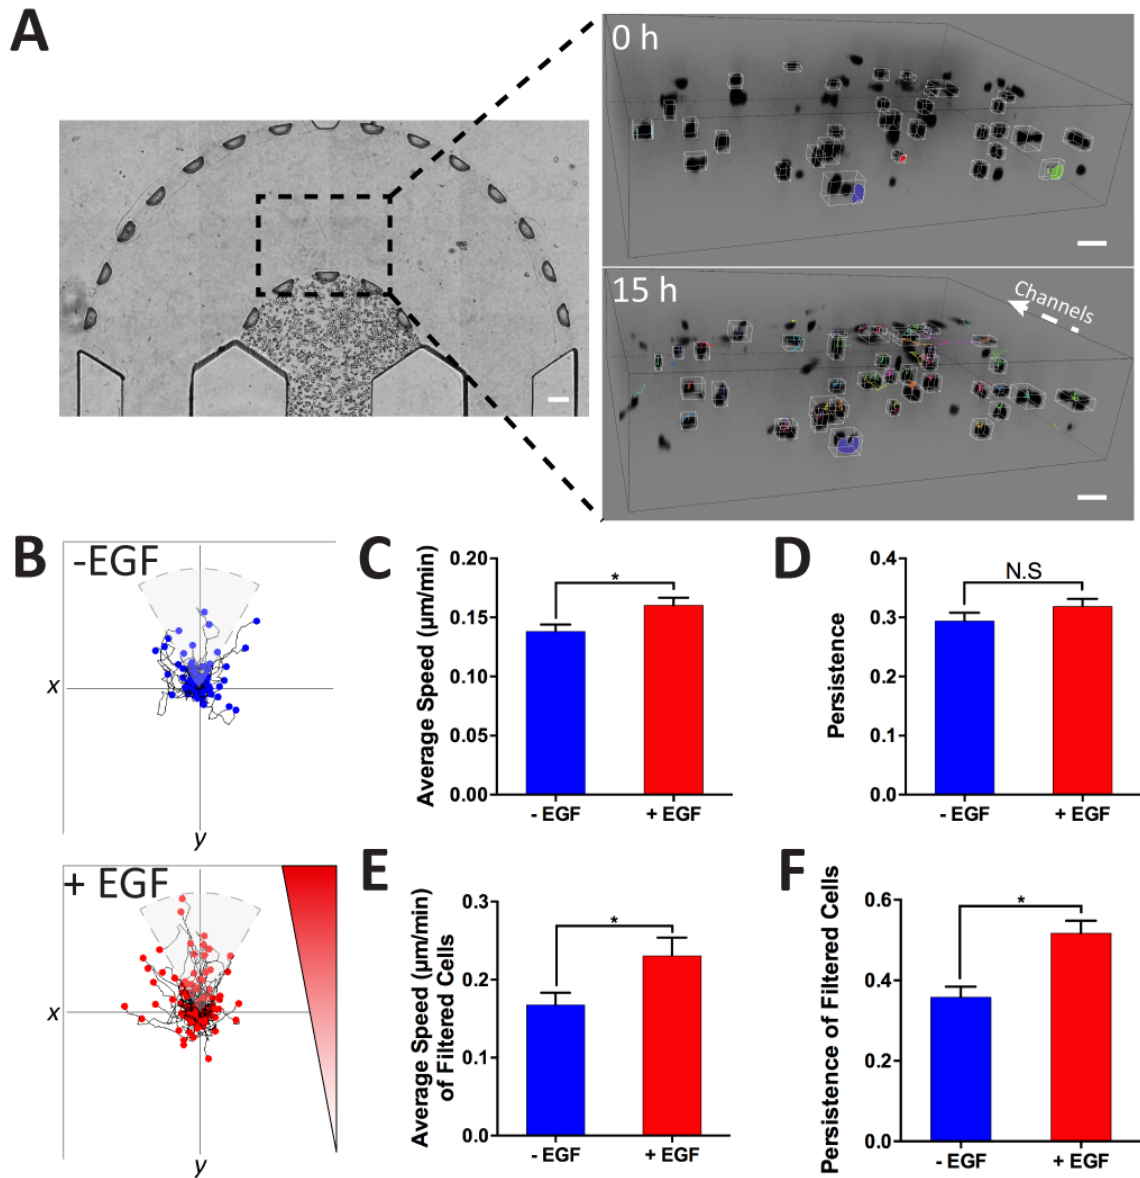 A
0 h
15 h
Channels
B
-EGF
x
y
+ EGF
x
y
C
Average Speed (µm/min)
0.20
0.15
0.10
0.05
0.00
*
- EGF
+ EGF
D
Persistence
0.4
0.3
0.2
0.1
0.0
N.S
- EGF
+ EGF
E
Average Speed (µm/min)
of Filtered Cells
0.3
0.2
0.1
0.0
*
- EGF
+ EGF
F
Persistence of Filtered Cells
0.6
0.4
0.2
0.0
*
- EGF
+ EGF